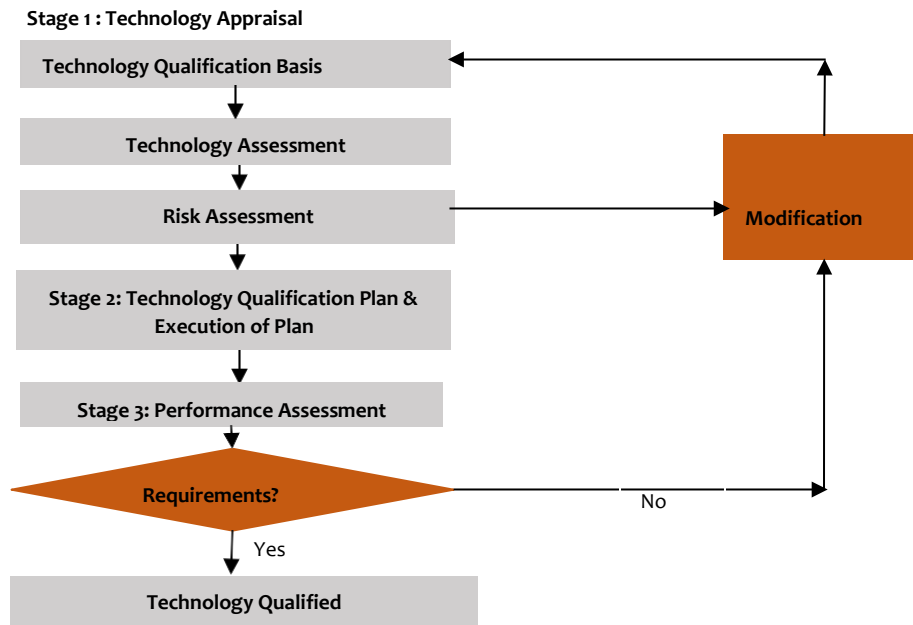 Stage 1 : Technology Appraisal
Technology Qualification Basis
Technology Assessment
Risk Assessment
Modification
Stage 2: Technology Qualification Plan &
Execution of Plan
Stage 3: Performance Assessment
Requirements?
No
Yes
Technology Qualified